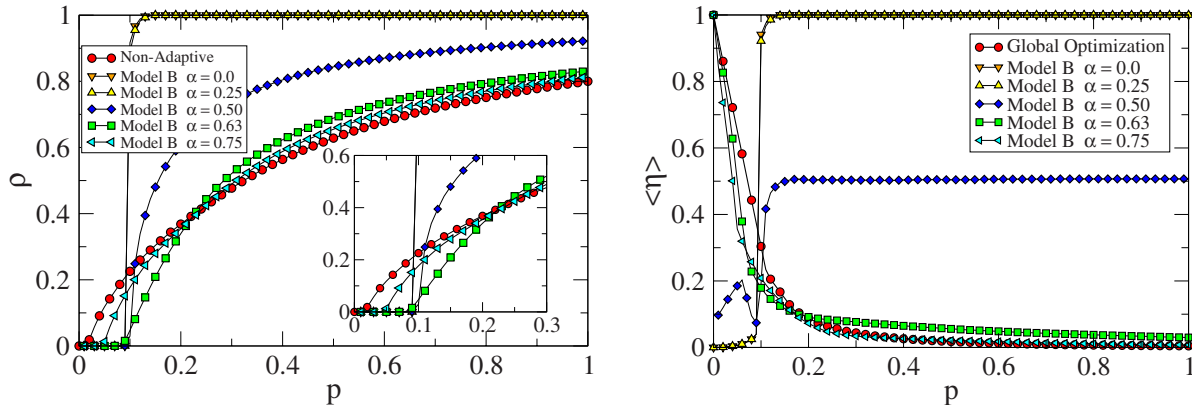 1
0.8
0.6
0.4
0.2
0
ρ
Non-Adaptive
Model B α = 0.0
Model B α = 0.25
Model B α = 0.50
Model B α = 0.63
Model B α = 0.75
0.6
0.4
0.2
0
0 0.1 0.2 0.3
0 0.2 0.4 0.6 0.8 1
p
1
0.8
0.6
0.4
0.2
0
<η>
Global Optimization
Model B α = 0.0
Model B α = 0.25
Model B α = 0.50
Model B α = 0.63
Model B α = 0.75
0 0.2 0.4 0.6 0.8 1
p